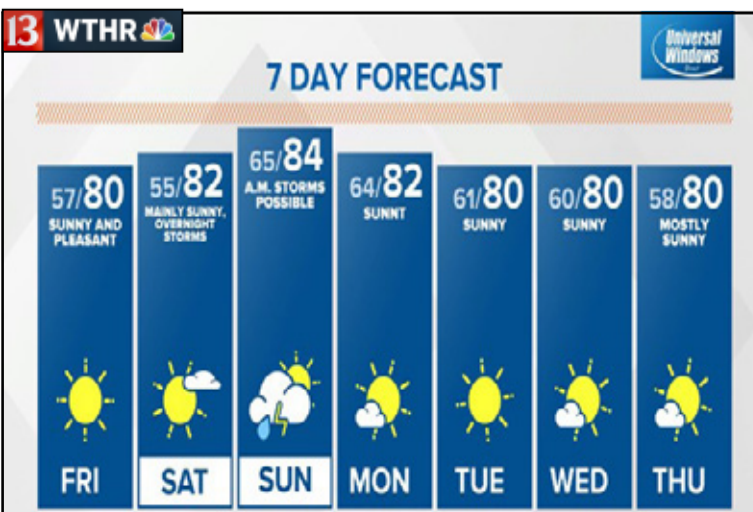 13 WTHR
Universal
Windows
7 DAY FORECAST
57/80
SUNNY AND
PLEASANT
FRI
55/82
MAINLY SUNNY,
OVERNIGHT
STORMS
SAT
65/84
A.M. STORMS
POSSIBLE
SUN
64/82
SUNNT
MON
61/80
SUNNY
TUE
60/80
SUNNY
WED
58/80
MOSTLY
SUNNY
THU